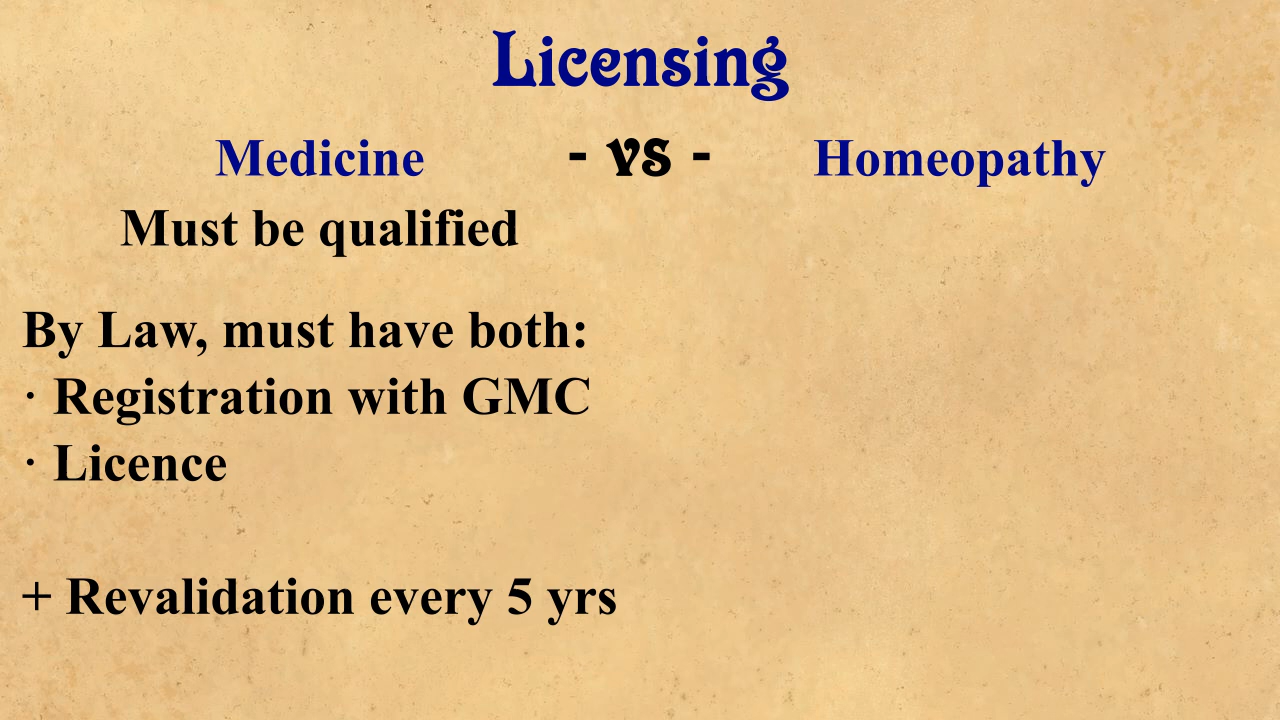 Licensing
Medicine - vs - Homeopathy
Must be qualified
By Law, must have both:
· Registration with GMC
· Licence
+ Revalidation every 5 yrs